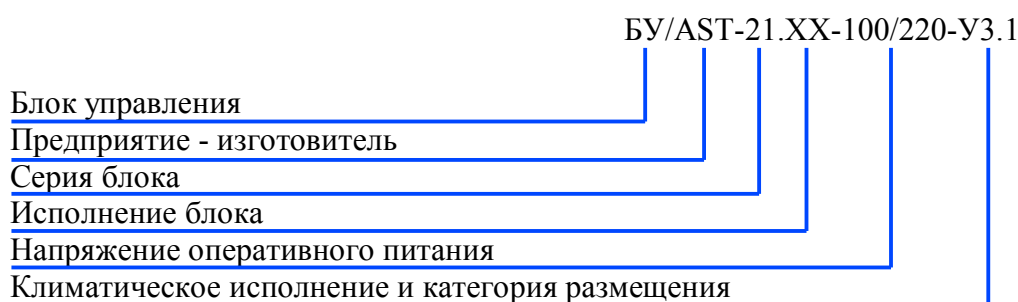 БУ/AST-21.XX-100/220-У3.1
Блок управления
Предприятие - изготовитель
Серия блока
Исполнение блока
Напряжение оперативного питания
Климатическое исполнение и категория размещения